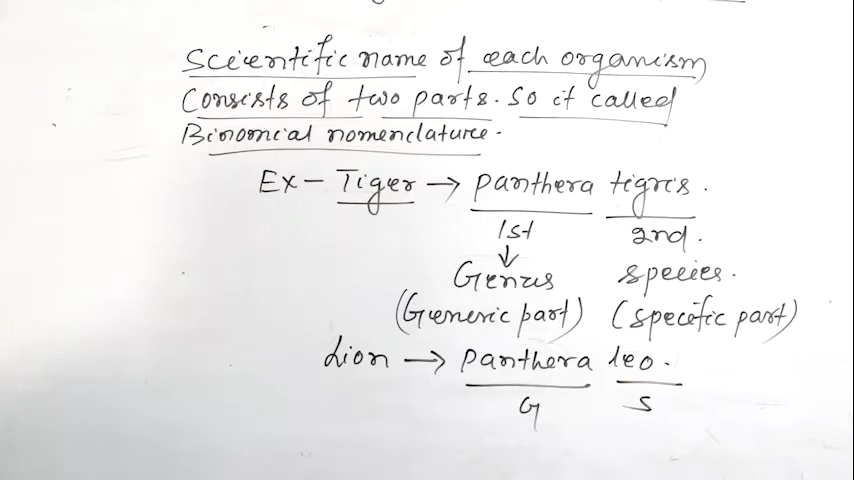 Scientific name of each organism
Consists of two parts. So it called
Binomial nomenclature.
Ex - Tiger → Panthera tigris.
1st 2nd.
↓
Genus species.
(Generic part) (specific part)
Lion → Panthera leo.
G S